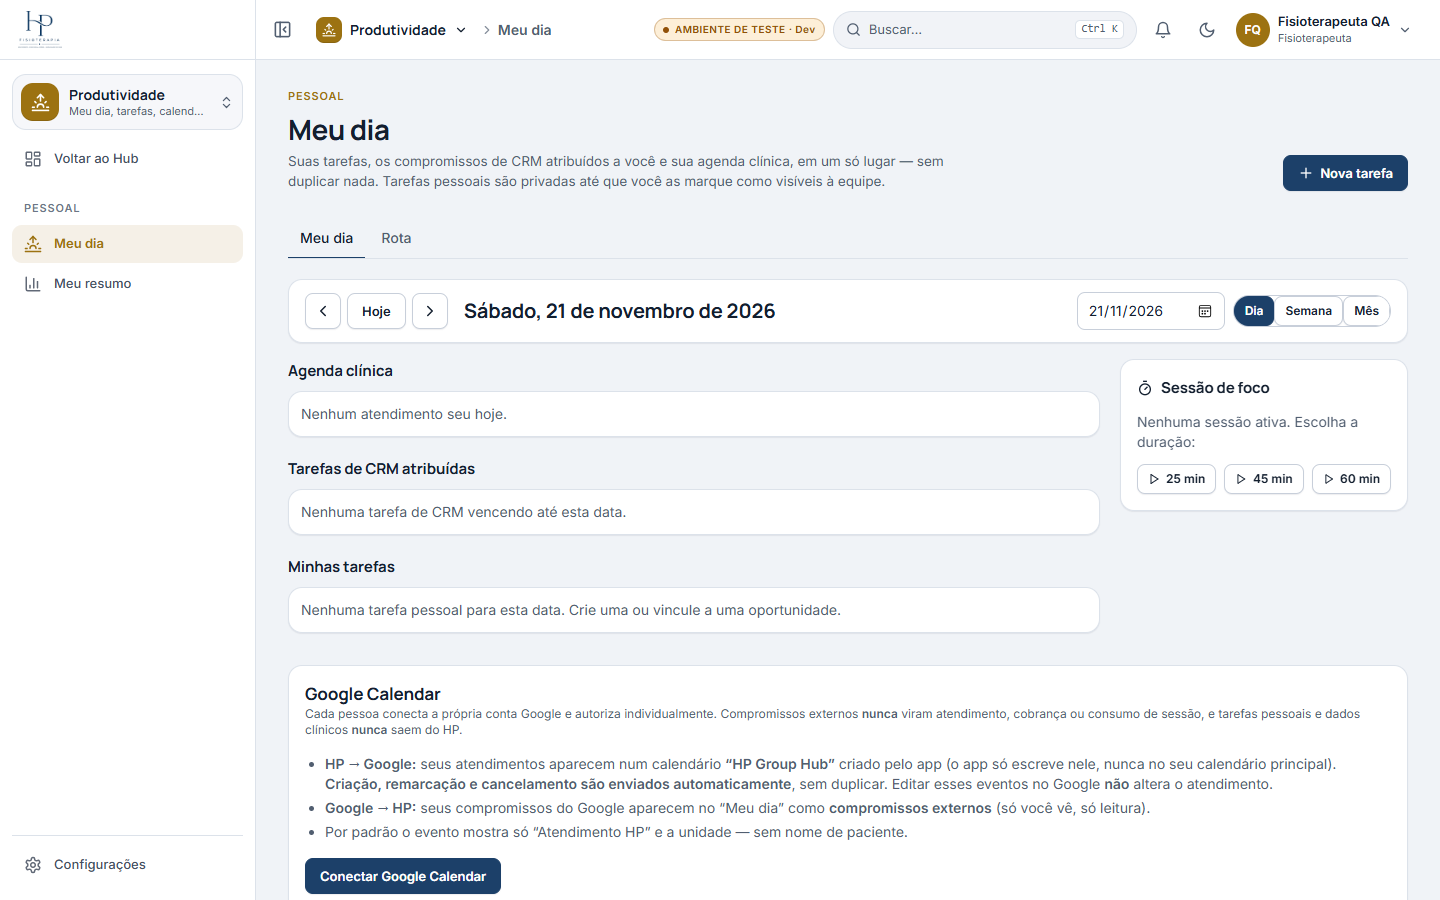 HP
FISIOTERAPIA
Produtividade
Meu dia
AMBIENTE DE TESTE · Dev
Buscar...
Ctrl K
FQ
Fisioterapeuta QA
Fisioterapeuta
Produtividade
Meu dia, tarefas, calend...
Voltar ao Hub
PESSOAL
Meu dia
Meu resumo
Configurações
PESSOAL
Meu dia
Suas tarefas, os compromissos de CRM atribuídos a você e sua agenda clínica, em um só lugar — sem
duplicar nada. Tarefas pessoais são privadas até que você as marque como visíveis à equipe.
Nova tarefa
Meu dia
Rota
Hoje
Sábado, 21 de novembro de 2026
21/11/2026
Dia
Semana
Mês
Agenda clínica
Nenhum atendimento seu hoje.
Tarefas de CRM atribuídas
Nenhuma tarefa de CRM vencendo até esta data.
Minhas tarefas
Nenhuma tarefa pessoal para esta data. Crie uma ou vincule a uma oportunidade.
Sessão de foco
Nenhuma sessão ativa. Escolha a
duração:
25 min
45 min
60 min
Google Calendar
Cada pessoa conecta a própria conta Google e autoriza individualmente. Compromissos externos nunca viram atendimento, cobrança ou consumo de sessão, e tarefas pessoais e dados
clínicos nunca saem do HP.
• HP → Google: seus atendimentos aparecem num calendário “HP Group Hub” criado pelo app (o app só escreve nele, nunca no seu calendário principal).
Criação, remarcação e cancelamento são enviados automaticamente, sem duplicar. Editar esses eventos no Google não altera o atendimento.
• Google → HP: seus compromissos do Google aparecem no “Meu dia” como compromissos externos (só você vê, só leitura).
• Por padrão o evento mostra só “Atendimento HP” e a unidade — sem nome de paciente.
Conectar Google Calendar